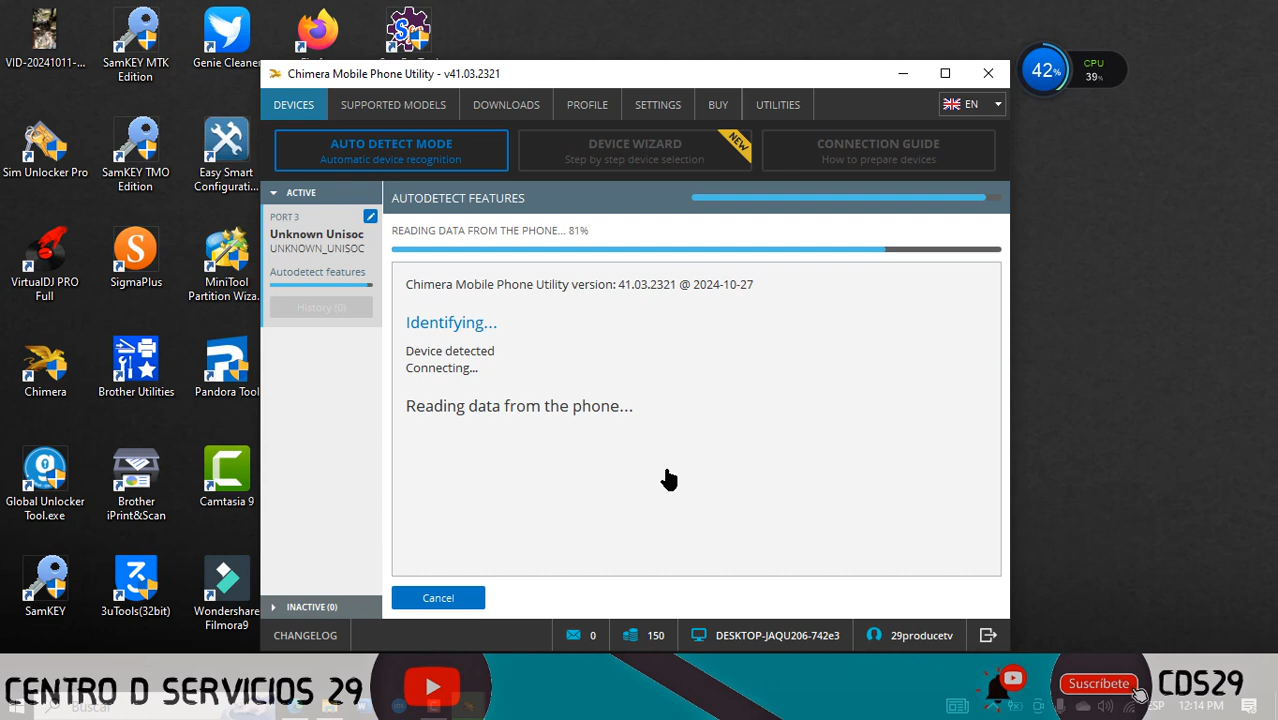 VID-20241011-...
SamKEY MTK
Edition
Genie Cleaner
Chimera Mobile Phone Utility - v41.03.2321
42%
CPU
39%
DEVICES
SUPPORTED MODELS
DOWNLOADS
PROFILE
SETTINGS
BUY
UTILITIES
EN
AUTO DETECT MODE
Automatic device recognition
DEVICE WIZARD
Step by step device selection
NEW
CONNECTION GUIDE
How to prepare devices
Sim Unlocker Pro
SamKEY TMO
Edition
Easy Smart
Configurati...
ACTIVE
AUTODETECT FEATURES
PORT 3
Unknown Unisoc
UNKNOWN_UNISOC
Autodetect features
History (0)
READING DATA FROM THE PHONE... 81%
Chimera Mobile Phone Utility version: 41.03.2321 @ 2024-10-27
Identifying...
Device detected
Connecting...
Reading data from the phone...
VirtualDJ PRO
Full
SigmaPlus
MiniTool
Partition Wiza...
Chimera
Brother Utilities
Pandora Tool
Global Unlocker
Tool.exe
Brother
iPrint&Scan
Camtasia 9
SamKEY
3uTools(32bit)
Wondershare
Filmora9
Cancel
INACTIVE (0)
CHANGELOG
0
150
DESKTOP-JAQU206-742e3
29producetv
CENTRO D SERVICIOS 29
Suscribete
CDS29
Buscar
ESP
12:14 PM